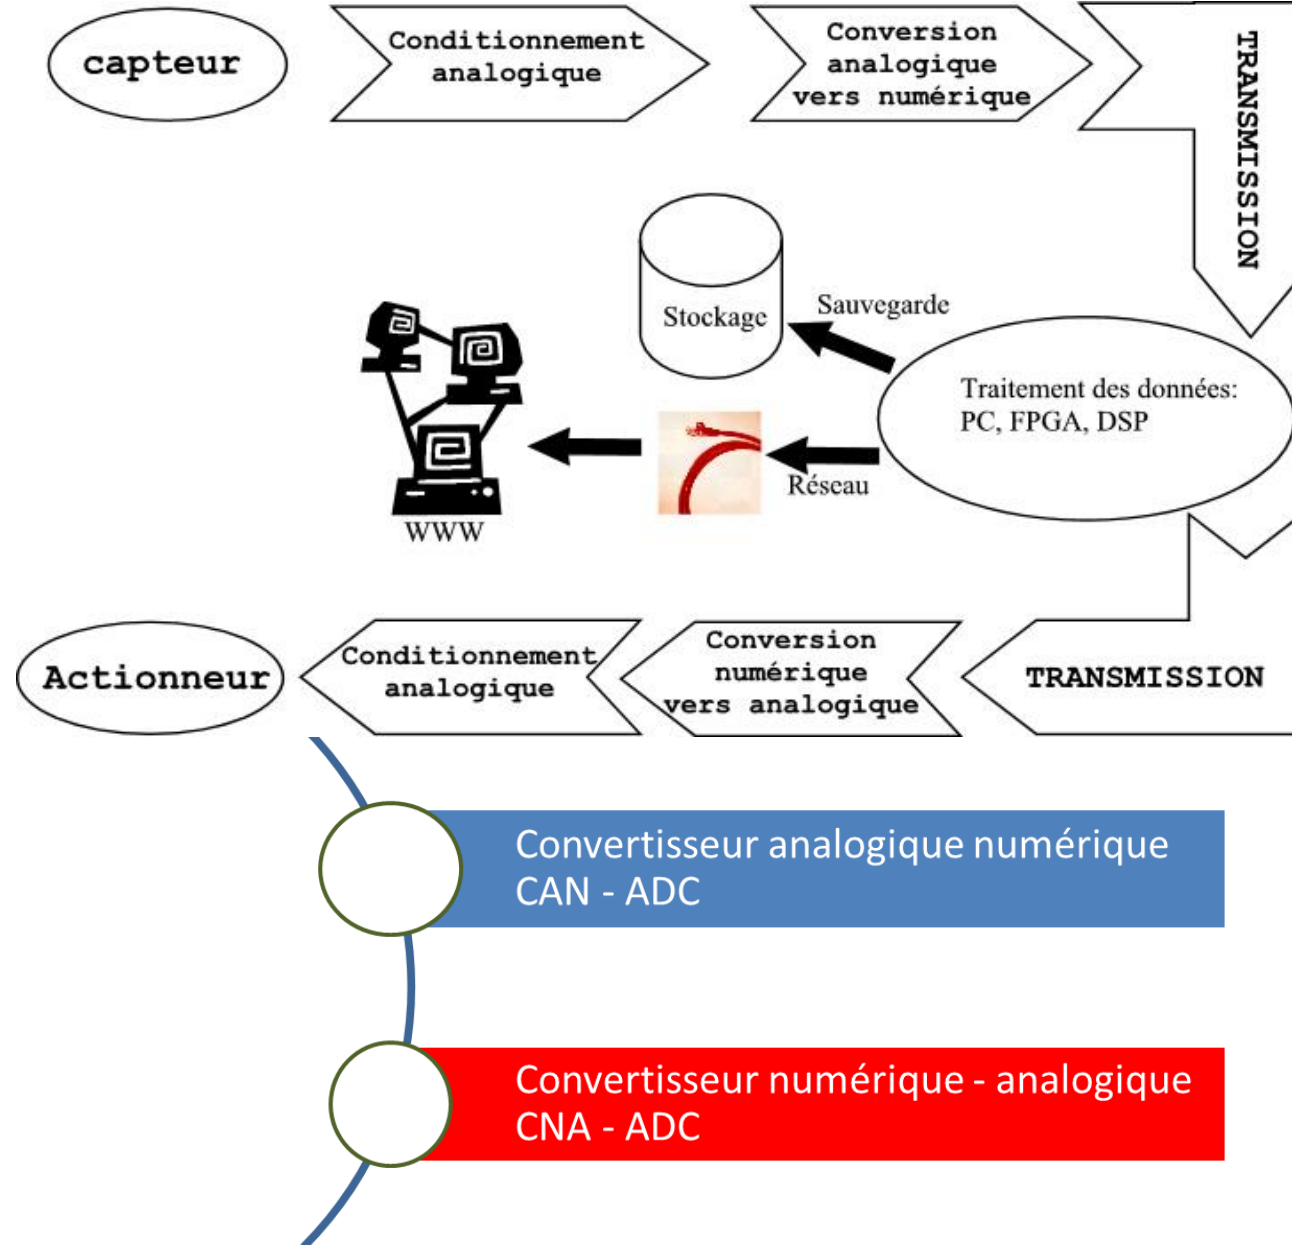 capteur
Conditionnement
analogique
Conversion
analogique
vers numérique
TRANSMISSION
Stockage
Sauvegarde
Traitement des données:
PC, FPGA, DSP
Réseau
WWW
Actionneur
Conditionnement
analogique
Conversion
numérique
vers analogique
TRANSMISSION
Convertisseur analogique numérique
CAN - ADC
Convertisseur numérique - analogique
CNA - ADC